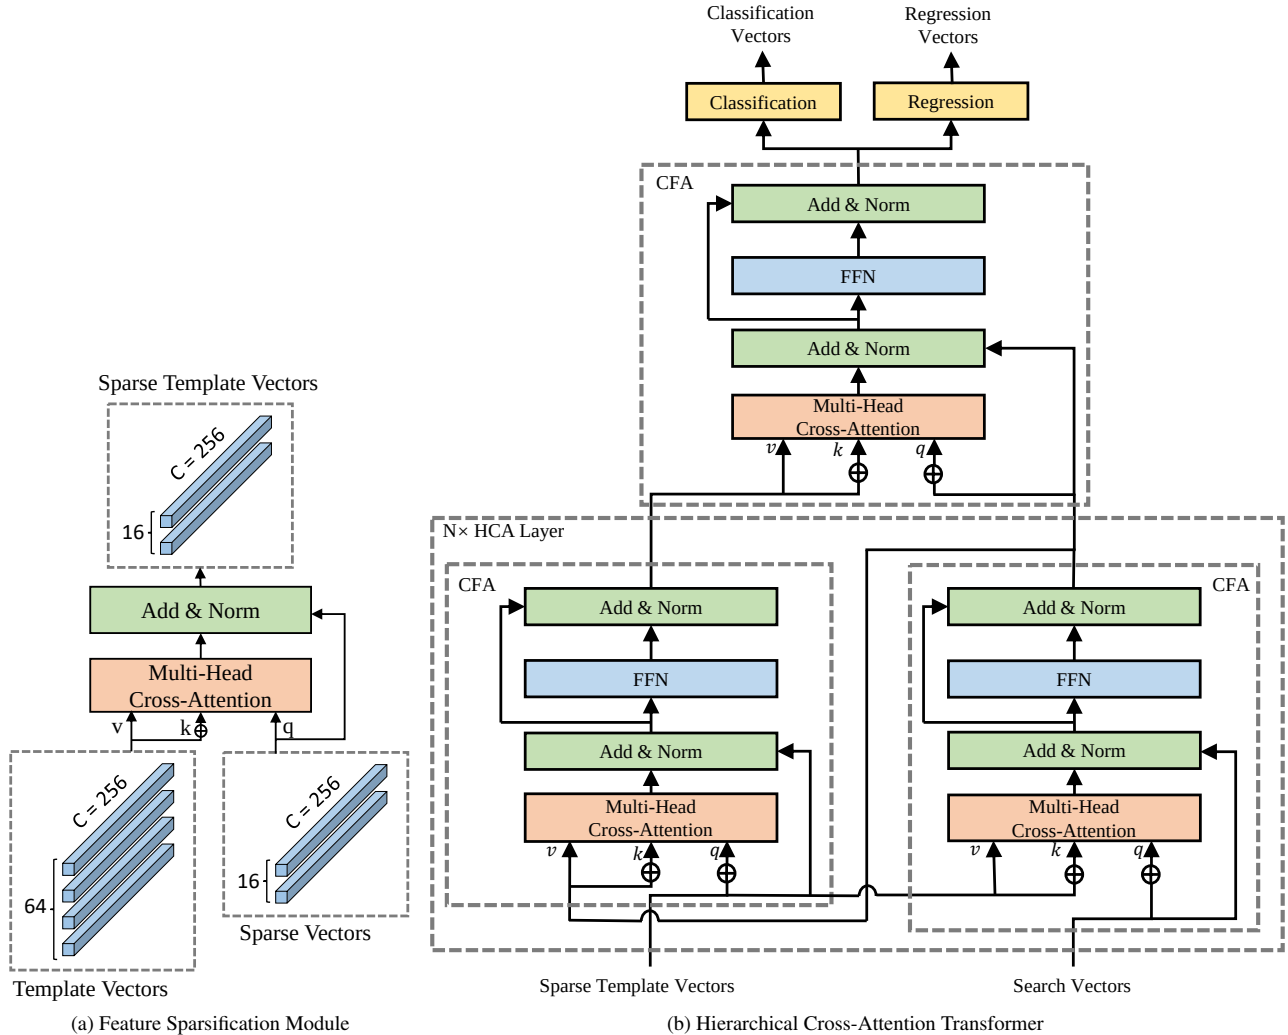 Classification
Vectors
Regression
Vectors
Classification
Regression
CFA
Add & Norm
FFN
Add & Norm
Multi-Head
Cross-Attention
v
k
q
Sparse Template Vectors
C = 256
16
Add & Norm
Multi-Head
Cross-Attention
v
k
q
C = 256
64
Template Vectors
C = 256
16
Sparse Vectors
(a) Feature Sparsification Module
N× HCA Layer
CFA
Add & Norm
FFN
Add & Norm
Multi-Head
Cross-Attention
v
k
q
CFA
Add & Norm
FFN
Add & Norm
Multi-Head
Cross-Attention
v
k
q
Sparse Template Vectors
Search Vectors
(b) Hierarchical Cross-Attention Transformer